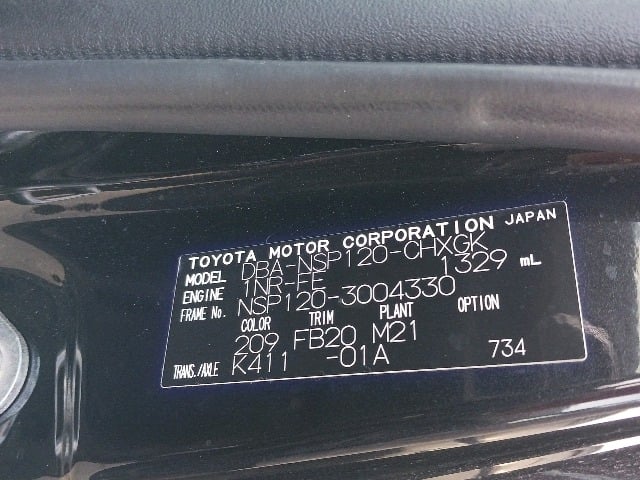 TOYOTA MOTOR CORPORATION JAPAN
MODEL DBA-NSP120-CHXGK
ENGINE 1NR-FE 1329 mL
FRAME No. NSP120-3004330
COLOR TRIM PLANT OPTION
209 FB20 M21
TRANS./AXLE K411 -01A 734